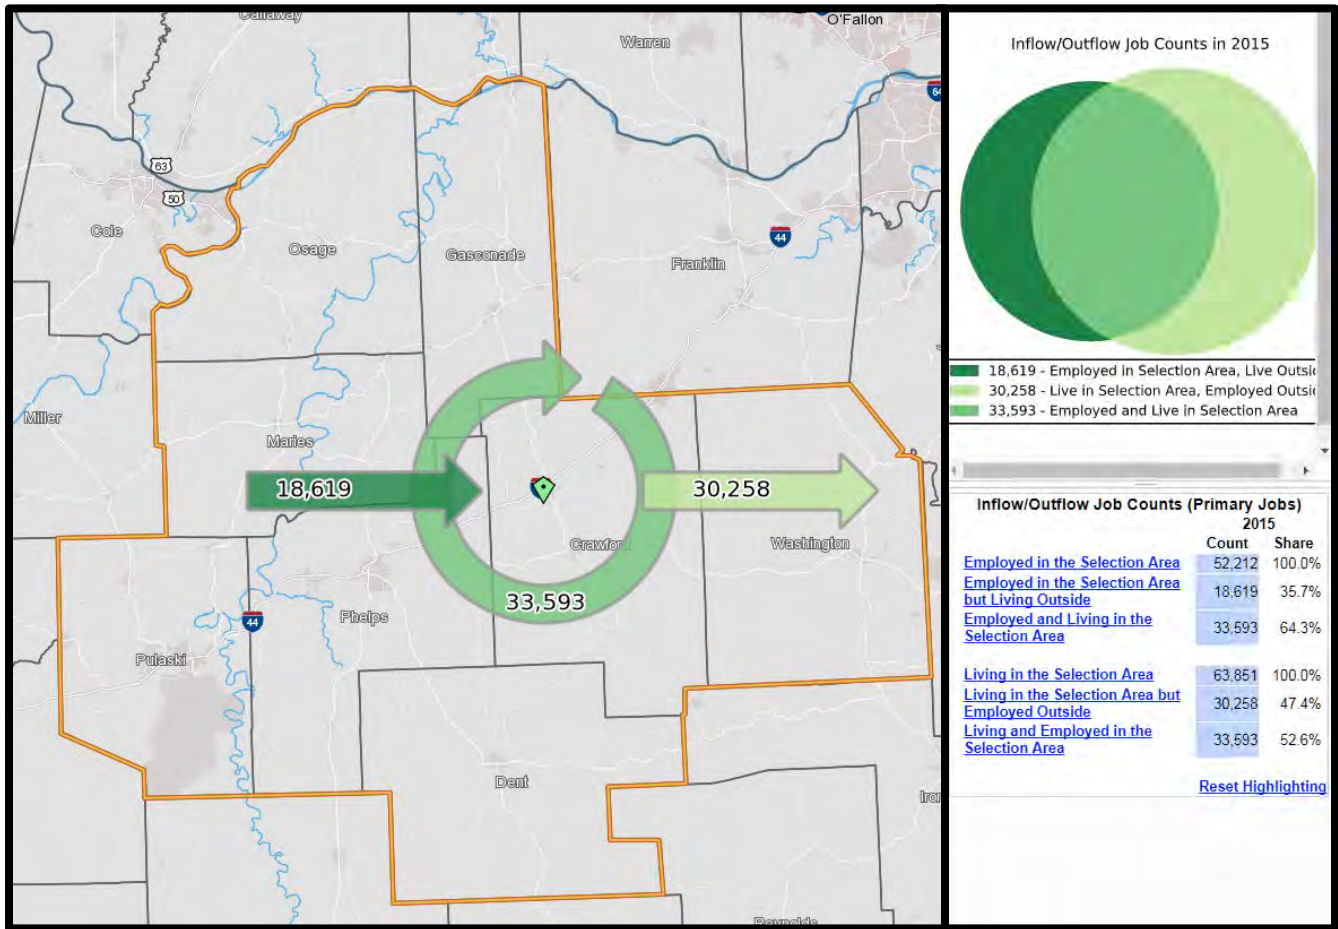 Callaway
Warren
O'Fallon
64
63
50
Cole
Osage
Gasconade
Franklin
44
Miller
Maries
18,619
30,258
Crawford
Washington
33,593
Phelps
44
Pulaski
Dent
Iron
Reynolds
Inflow/Outflow Job Counts in 2015
18,619 - Employed in Selection Area, Live Outsi
30,258 - Live in Selection Area, Employed Outsi
33,593 - Employed and Live in Selection Area
Inflow/Outflow Job Counts (Primary Jobs)
2015
Count Share
Employed in the Selection Area 52,212 100.0%
Employed in the Selection Area
but Living Outside 18,619 35.7%
Employed and Living in the
Selection Area 33,593 64.3%
Living in the Selection Area 63,851 100.0%
Living in the Selection Area but
Employed Outside 30,258 47.4%
Living and Employed in the
Selection Area 33,593 52.6%
Reset Highlighting